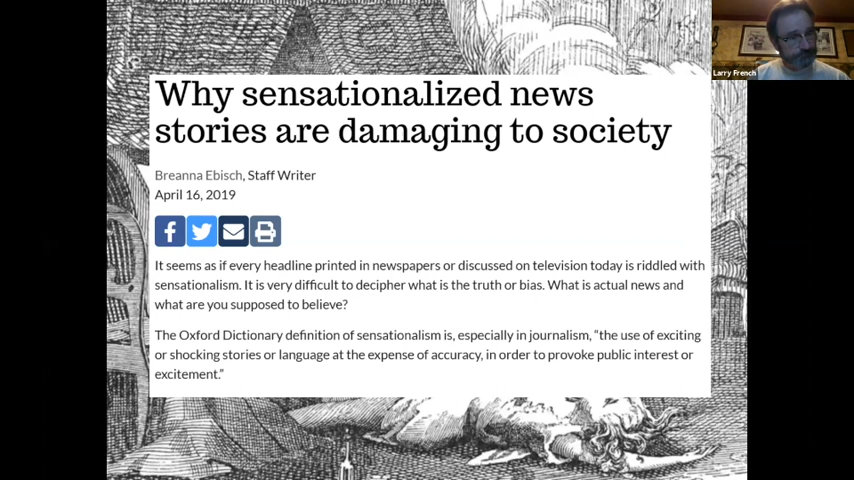 Larry French
Why sensationalized news
stories are damaging to society
Breanna Ebisch, Staff Writer
April 16, 2019
It seems as if every headline printed in newspapers or discussed on television today is riddled with
sensationalism. It is very difficult to decipher what is the truth or bias. What is actual news and
what are you supposed to believe?
The Oxford Dictionary definition of sensationalism is, especially in journalism, “the use of exciting
or shocking stories or language at the expense of accuracy, in order to provoke public interest or
excitement.”